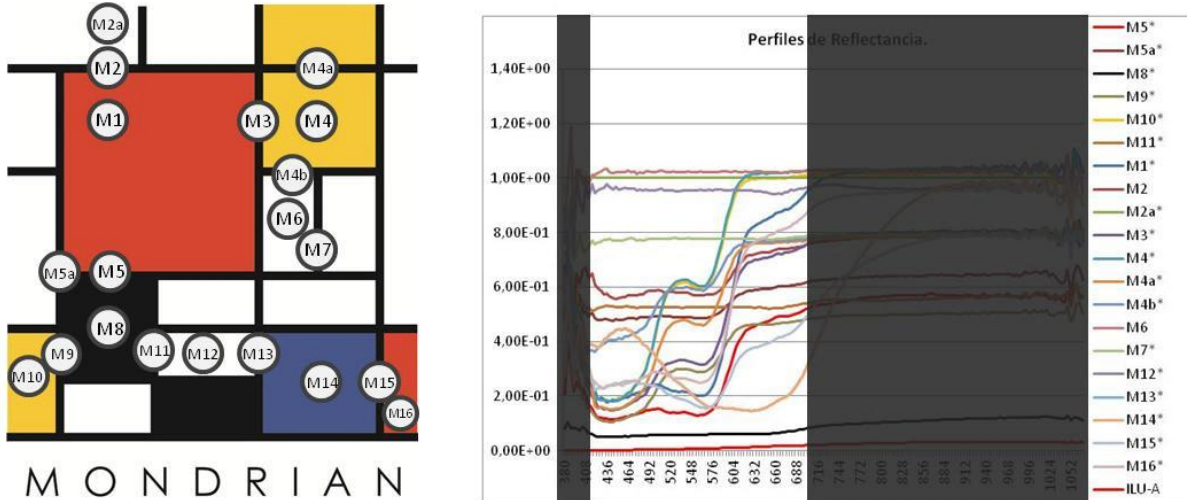 M2a
M2
M4a
M1
M3
M4
M4b
M6
M7
M5a
M5
M8
M9
M11
M12
M13
M10
M14
M15
M16
MONDRIAN
Perfiles de Reflectancia.
1,40E+00
1,20E+00
1,00E+00
8,00E-01
6,00E-01
4,00E-01
2,00E-01
0,00E+00
380
408
436
464
492
520
548
576
604
632
660
688
716
744
772
800
828
856
884
912
940
968
996
1024
1052
M5*
M5a*
M8*
M9*
M10*
M11*
M1*
M2
M2a*
M3*
M4*
M4a*
M4b*
M6
M7*
M12*
M13*
M14*
M15*
M16*
ILU-A